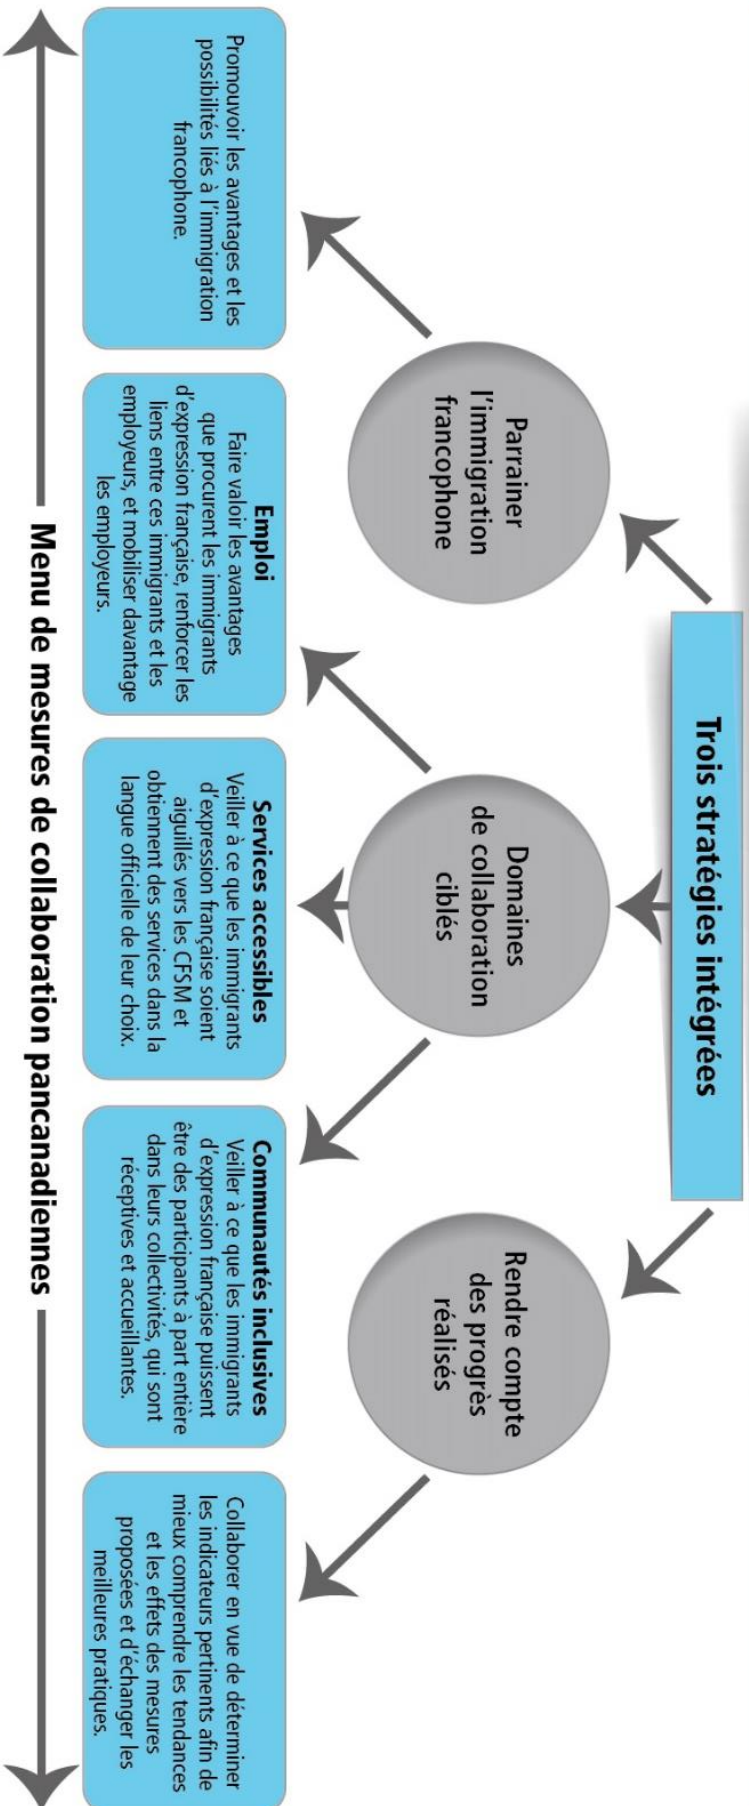 Trois stratégies intégrées
Parrainer
l'immigration
francophone
Domaines
de collaboration
ciblés
Rendre compte
des progrès
réalisés
Promouvoir les avantages et les
possibilités liés à l'immigration
francophone.
Emploi
Faire valoir les avantages
que procurent les immigrants
d'expression française, renforcer les
liens entre ces immigrants et les
employeurs, et mobiliser davantage
les employeurs.
Services accessibles
Veiller à ce que les immigrants
d'expression française soient
aiguillés vers les CFSM et
obtiennent des services dans la
langue officielle de leur choix.
Communautés inclusives
Veiller à ce que les immigrants
d'expression française puissent
être des participants à part entière
dans leurs collectivités, qui sont
réceptives et accueillantes.
Collaborer en vue de déterminer
les indicateurs pertinents afin de
mieux comprendre les tendances
et les effets des mesures
proposées et d'échanger les
meilleures pratiques.
Menu de mesures de collaboration pancanadiennes